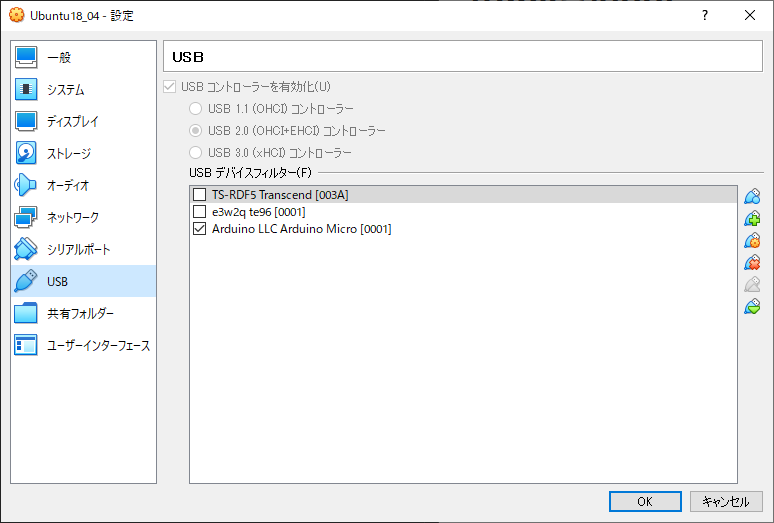 Ubuntu18_04 - 設定
一般
システム
ディスプレイ
ストレージ
オーディオ
ネットワーク
シリアルポート
USB
共有フォルダー
ユーザーインターフェース
USB
USB コントローラーを有効化(U)
USB 1.1 (OHCI) コントローラー
USB 2.0 (OHCI+EHCI) コントローラー
USB 3.0 (xHCI) コントローラー
USB デバイスフィルター(F)
TS-RDF5 Transcend [003A]
e3w2q te96 [0001]
Arduino LLC Arduino Micro [0001]
OK
キャンセル